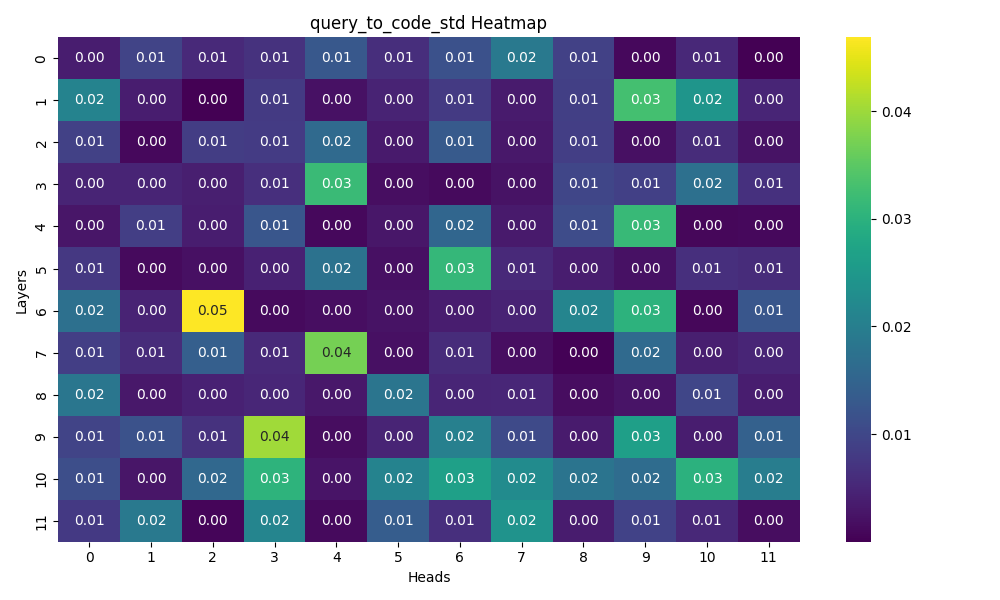 query_to_code_std Heatmap
Layers
0 0.00 0.01 0.01 0.01 0.01 0.01 0.01 0.02 0.01 0.00 0.01 0.00
1 0.02 0.00 0.00 0.01 0.00 0.00 0.01 0.00 0.01 0.03 0.02 0.00
2 0.01 0.00 0.01 0.01 0.02 0.00 0.01 0.00 0.01 0.00 0.01 0.00
3 0.00 0.00 0.00 0.01 0.03 0.00 0.00 0.00 0.01 0.01 0.02 0.01
4 0.00 0.01 0.00 0.01 0.00 0.00 0.02 0.00 0.01 0.03 0.00 0.00
5 0.01 0.00 0.00 0.00 0.02 0.00 0.03 0.01 0.00 0.00 0.01 0.01
6 0.02 0.00 0.05 0.00 0.00 0.00 0.00 0.00 0.02 0.03 0.00 0.01
7 0.01 0.01 0.01 0.01 0.04 0.00 0.01 0.00 0.00 0.02 0.00 0.00
8 0.02 0.00 0.00 0.00 0.00 0.02 0.00 0.01 0.00 0.00 0.01 0.00
9 0.01 0.01 0.01 0.04 0.00 0.00 0.02 0.01 0.00 0.03 0.00 0.01
10 0.01 0.00 0.02 0.03 0.00 0.02 0.03 0.02 0.02 0.02 0.03 0.02
11 0.01 0.02 0.00 0.02 0.00 0.01 0.01 0.02 0.00 0.01 0.01 0.00
0 1 2 3 4 5 6 7 8 9 10 11
Heads
0.04
0.03
0.02
0.01